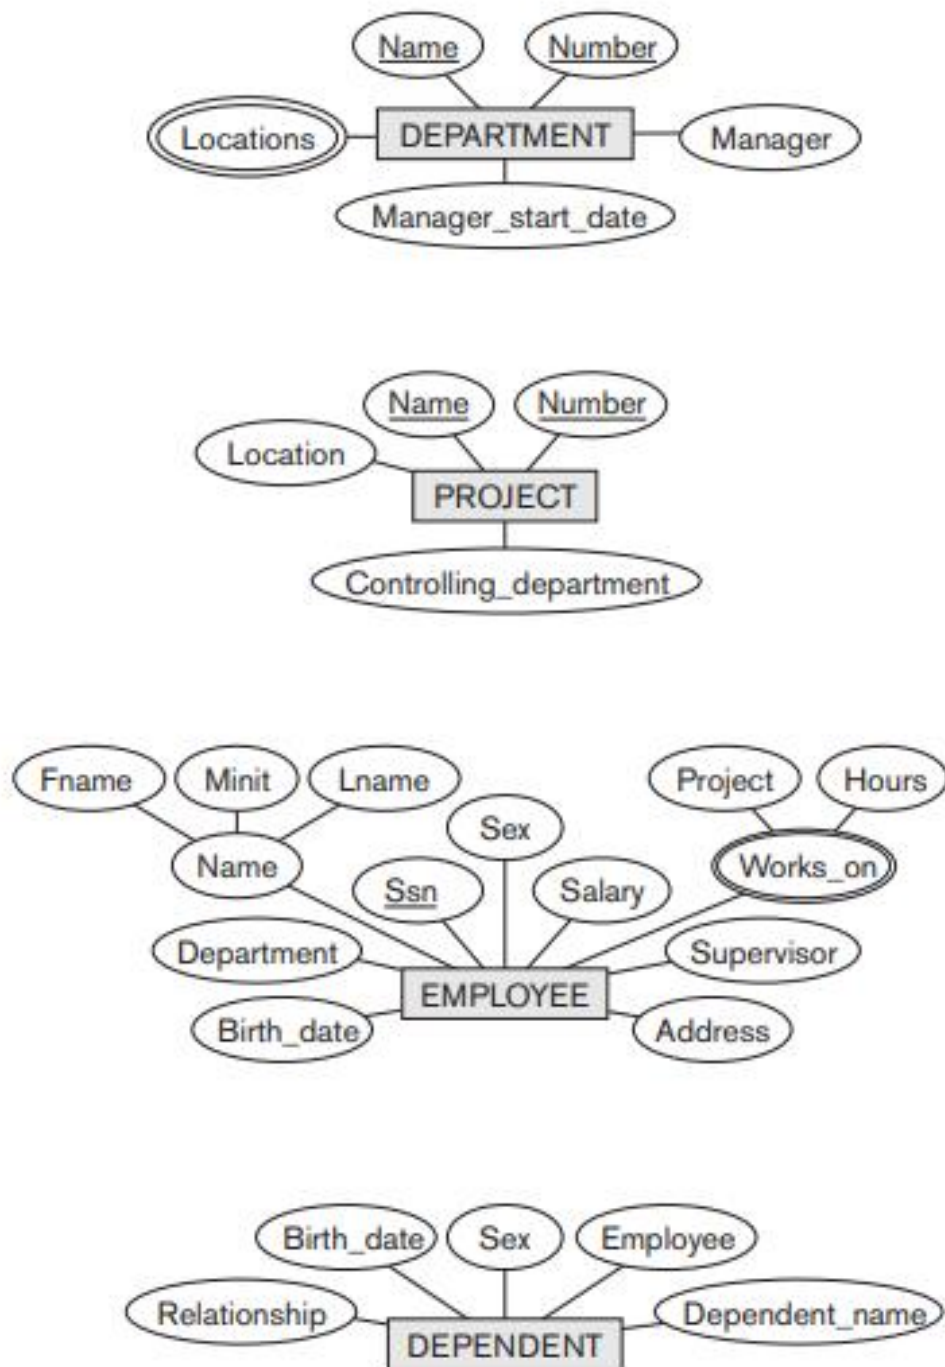 Name Number
Locations DEPARTMENT Manager
Manager_start_date
Name Number
Location
PROJECT
Controlling_department
Fname Minit Lname Project Hours
Sex
Name Works_on
Ssn Salary
Department Supervisor
EMPLOYEE
Birth_date Address
Birth_date Sex Employee
Relationship Dependent_name
DEPENDENT